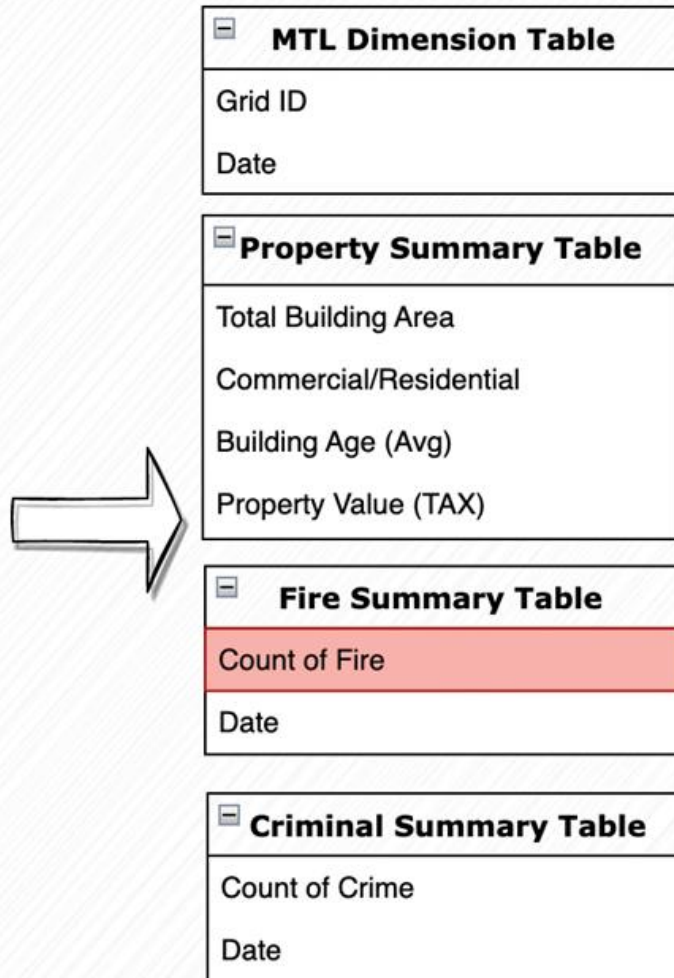 MTL Dimension Table
Grid ID
Date
Property Summary Table
Total Building Area
Commercial/Residential
Building Age (Avg)
Property Value (TAX)
Fire Summary Table
Count of Fire
Date
Criminal Summary Table
Count of Crime
Date